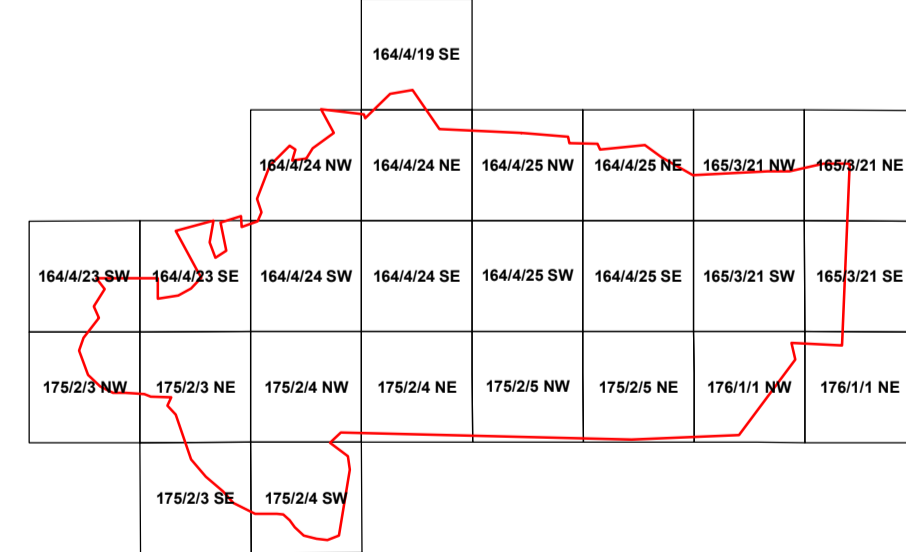 164/4/19 SE
164/4/24 NW
164/4/24 NE
164/4/25 NW
164/4/25 NE
165/3/21 NW
165/3/21 NE
164/4/23 SW
164/4/23 SE
164/4/24 SW
164/4/24 SE
164/4/25 SW
164/4/25 SE
165/3/21 SW
165/3/21 SE
175/2/3 NW
175/2/3 NE
175/2/4 NW
175/2/4 NE
175/2/5 NW
175/2/5 NE
176/1/1 NW
176/1/1 NE
175/2/3 SE
175/2/4 SW